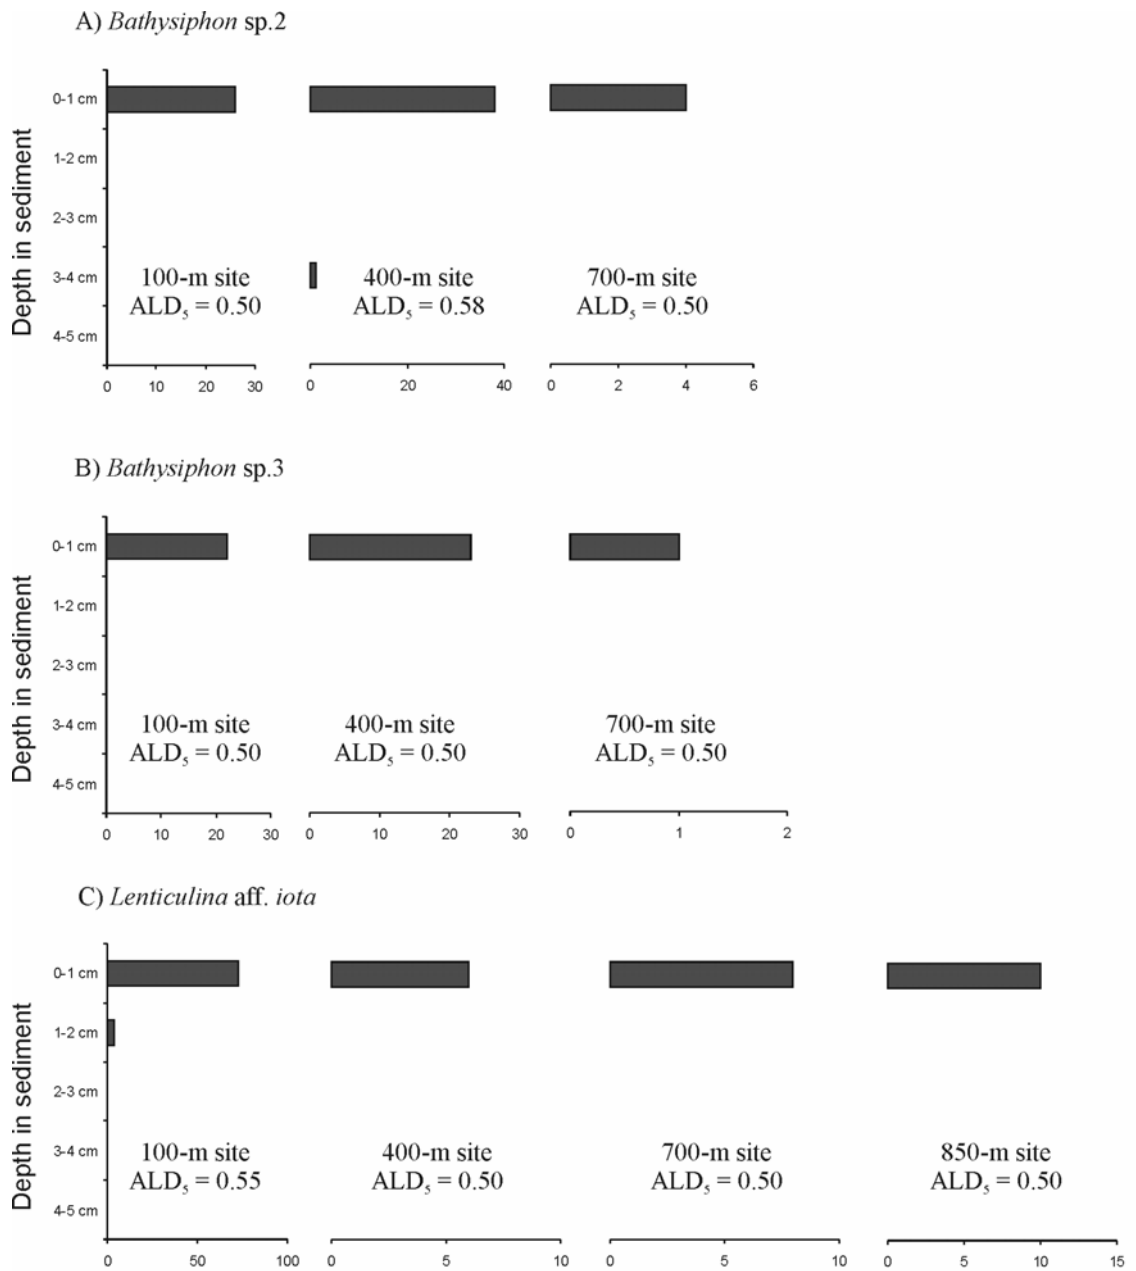 A) Bathysiphon sp.2
Depth in sediment
0-1 cm
1-2 cm
2-3 cm
3-4 cm
4-5 cm
100-m site
ALD₅ = 0.50
400-m site
ALD₅ = 0.58
700-m site
ALD₅ = 0.50
0 10 20 30
0 20 40
0 2 4 6
B) Bathysiphon sp.3
Depth in sediment
0-1 cm
1-2 cm
2-3 cm
3-4 cm
4-5 cm
100-m site
ALD₅ = 0.50
400-m site
ALD₅ = 0.50
700-m site
ALD₅ = 0.50
0 10 20 30
0 10 20 30
0 1 2
C) Lenticulina aff. iota
Depth in sediment
0-1 cm
1-2 cm
2-3 cm
3-4 cm
4-5 cm
100-m site
ALD₅ = 0.55
400-m site
ALD₅ = 0.50
700-m site
ALD₅ = 0.50
850-m site
ALD₅ = 0.50
0 50 100
0 5 10
0 5 10
0 5 10 15